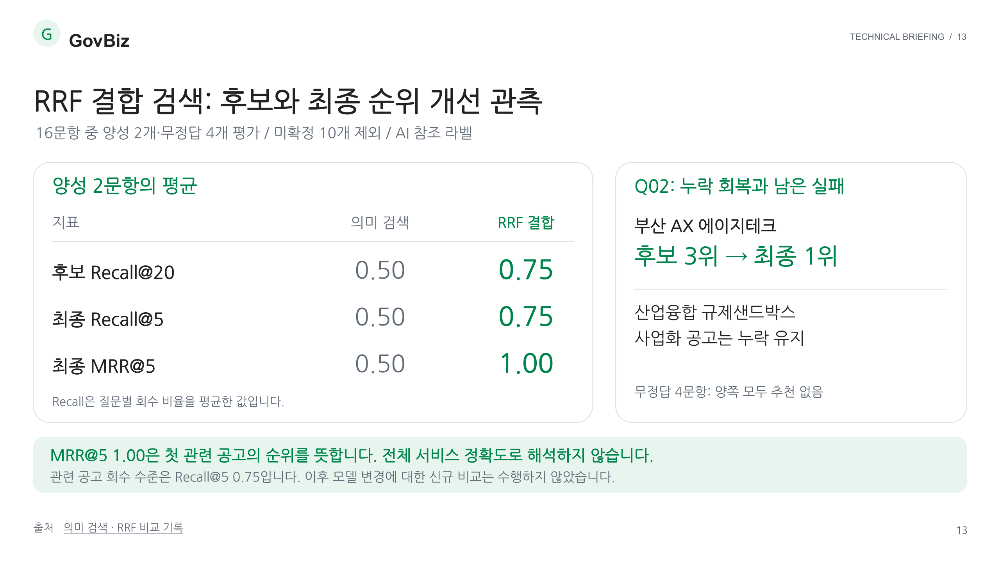 G
GovBiz
TECHNICAL BRIEFING / 13
RRF 결합 검색: 후보와 최종 순위 개선 관측
16문항 중 양성 2개·무정답 4개 평가 / 미확정 10개 제외 / AI 참조 라벨
양성 2문항의 평균
지표 의미 검색 RRF 결합
후보 Recall@20 0.50 0.75
최종 Recall@5 0.50 0.75
최종 MRR@5 0.50 1.00
Recall은 질문별 회수 비율을 평균한 값입니다.
Q02: 누락 회복과 남은 실패
부산 AX 에이지테크
후보 3위 → 최종 1위
산업융합 규제샌드박스
사업화 공고는 누락 유지
무정답 4문항: 양쪽 모두 추천 없음
MRR@5 1.00은 첫 관련 공고의 순위를 뜻합니다. 전체 서비스 정확도로 해석하지 않습니다.
관련 공고 회수 수준은 Recall@5 0.75입니다. 이후 모델 변경에 대한 신규 비교는 수행하지 않았습니다.
출처 의미 검색 · RRF 비교 기록
13